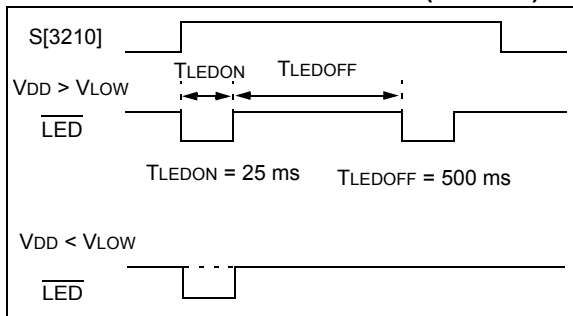 S[3210]
TLEDON
TLEDOFF
VDD > VLOW
LED
TLEDON = 25 ms
TLEDOFF = 500 ms
VDD < VLOW
LED